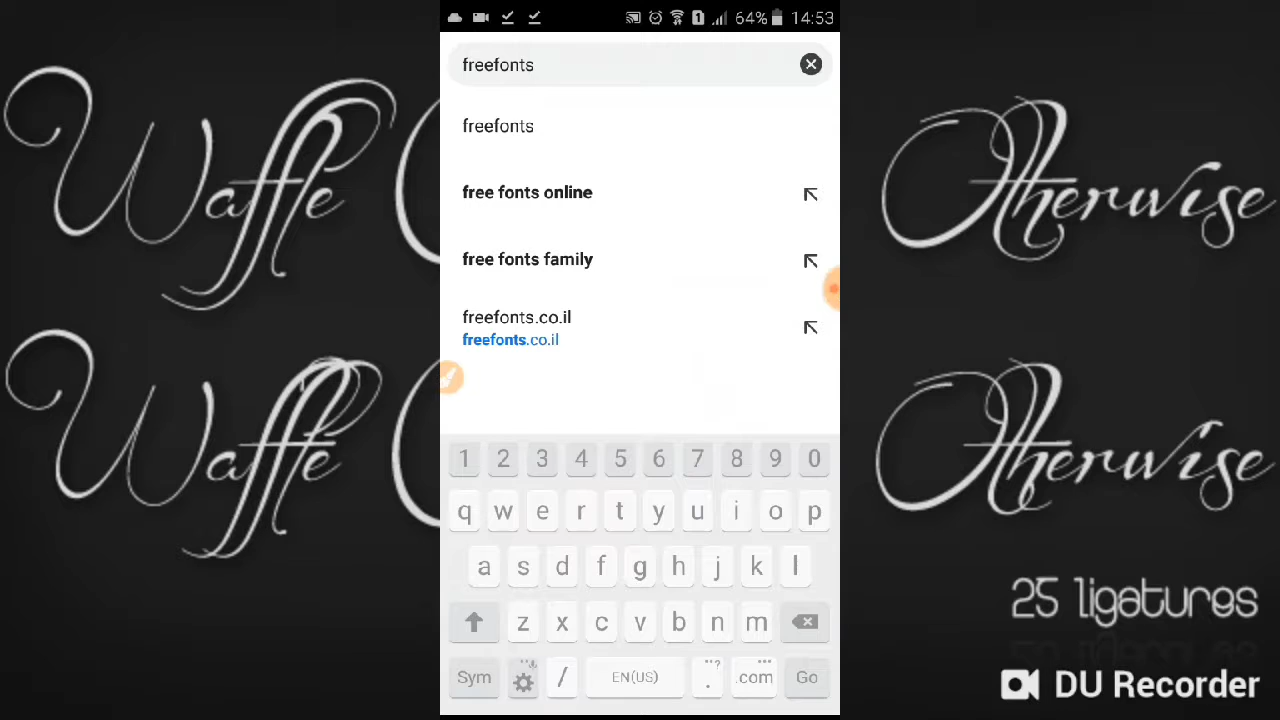 1 64% 14:53
freefonts
freefonts
free fonts online
free fonts family
freefonts.co.il
freefonts.co.il
1 2 3 4 5 6 7 8 9 0
q w e r t y u i o p
a s d f g h j k l
z x c v b n m
Sym / EN(US) . .com Go
Waffle
Otherwise
Waffle
Otherwise
25 ligatures
DU Recorder